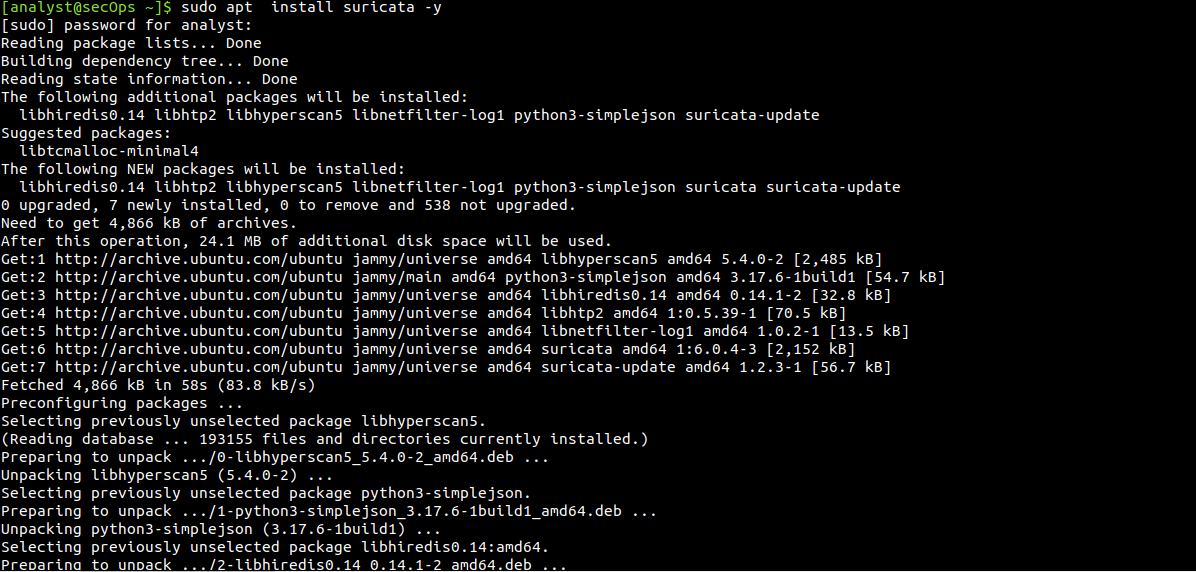 [analyst@secOps ~]$ sudo apt  install suricata -y
[sudo] password for analyst:
Reading package lists... Done
Building dependency tree... Done
Reading state information... Done
The following additional packages will be installed:
  libhiredis0.14 libhtp2 libhyperscan5 libnetfilter-log1 python3-simplejson suricata-update
Suggested packages:
  libtcmalloc-minimal4
The following NEW packages will be installed:
  libhiredis0.14 libhtp2 libhyperscan5 libnetfilter-log1 python3-simplejson suricata suricata-update
0 upgraded, 7 newly installed, 0 to remove and 538 not upgraded.
Need to get 4,866 kB of archives.
After this operation, 24.1 MB of additional disk space will be used.
Get:1 http://archive.ubuntu.com/ubuntu jammy/universe amd64 libhyperscan5 amd64 5.4.0-2 [2,485 kB]
Get:2 http://archive.ubuntu.com/ubuntu jammy/main amd64 python3-simplejson amd64 3.17.6-1build1 [54.7 kB]
Get:3 http://archive.ubuntu.com/ubuntu jammy/universe amd64 libhiredis0.14 amd64 0.14.1-2 [32.8 kB]
Get:4 http://archive.ubuntu.com/ubuntu jammy/universe amd64 libhtp2 amd64 1:0.5.39-1 [70.5 kB]
Get:5 http://archive.ubuntu.com/ubuntu jammy/universe amd64 libnetfilter-log1 amd64 1.0.2-1 [13.5 kB]
Get:6 http://archive.ubuntu.com/ubuntu jammy/universe amd64 suricata amd64 1:6.0.4-3 [2,152 kB]
Get:7 http://archive.ubuntu.com/ubuntu jammy/universe amd64 suricata-update amd64 1.2.3-1 [56.7 kB]
Fetched 4,866 kB in 58s (83.8 kB/s)
Preconfiguring packages ...
Selecting previously unselected package libhyperscan5.
(Reading database ... 193155 files and directories currently installed.)
Preparing to unpack .../0-libhyperscan5_5.4.0-2_amd64.deb ...
Unpacking libhyperscan5 (5.4.0-2) ...
Selecting previously unselected package python3-simplejson.
Preparing to unpack .../1-python3-simplejson_3.17.6-1build1_amd64.deb ...
Unpacking python3-simplejson (3.17.6-1build1) ...
Selecting previously unselected package libhiredis0.14:amd64.
Preparing to unpack .../2-libhiredis0.14_0.14.1-2_amd64.deb ...